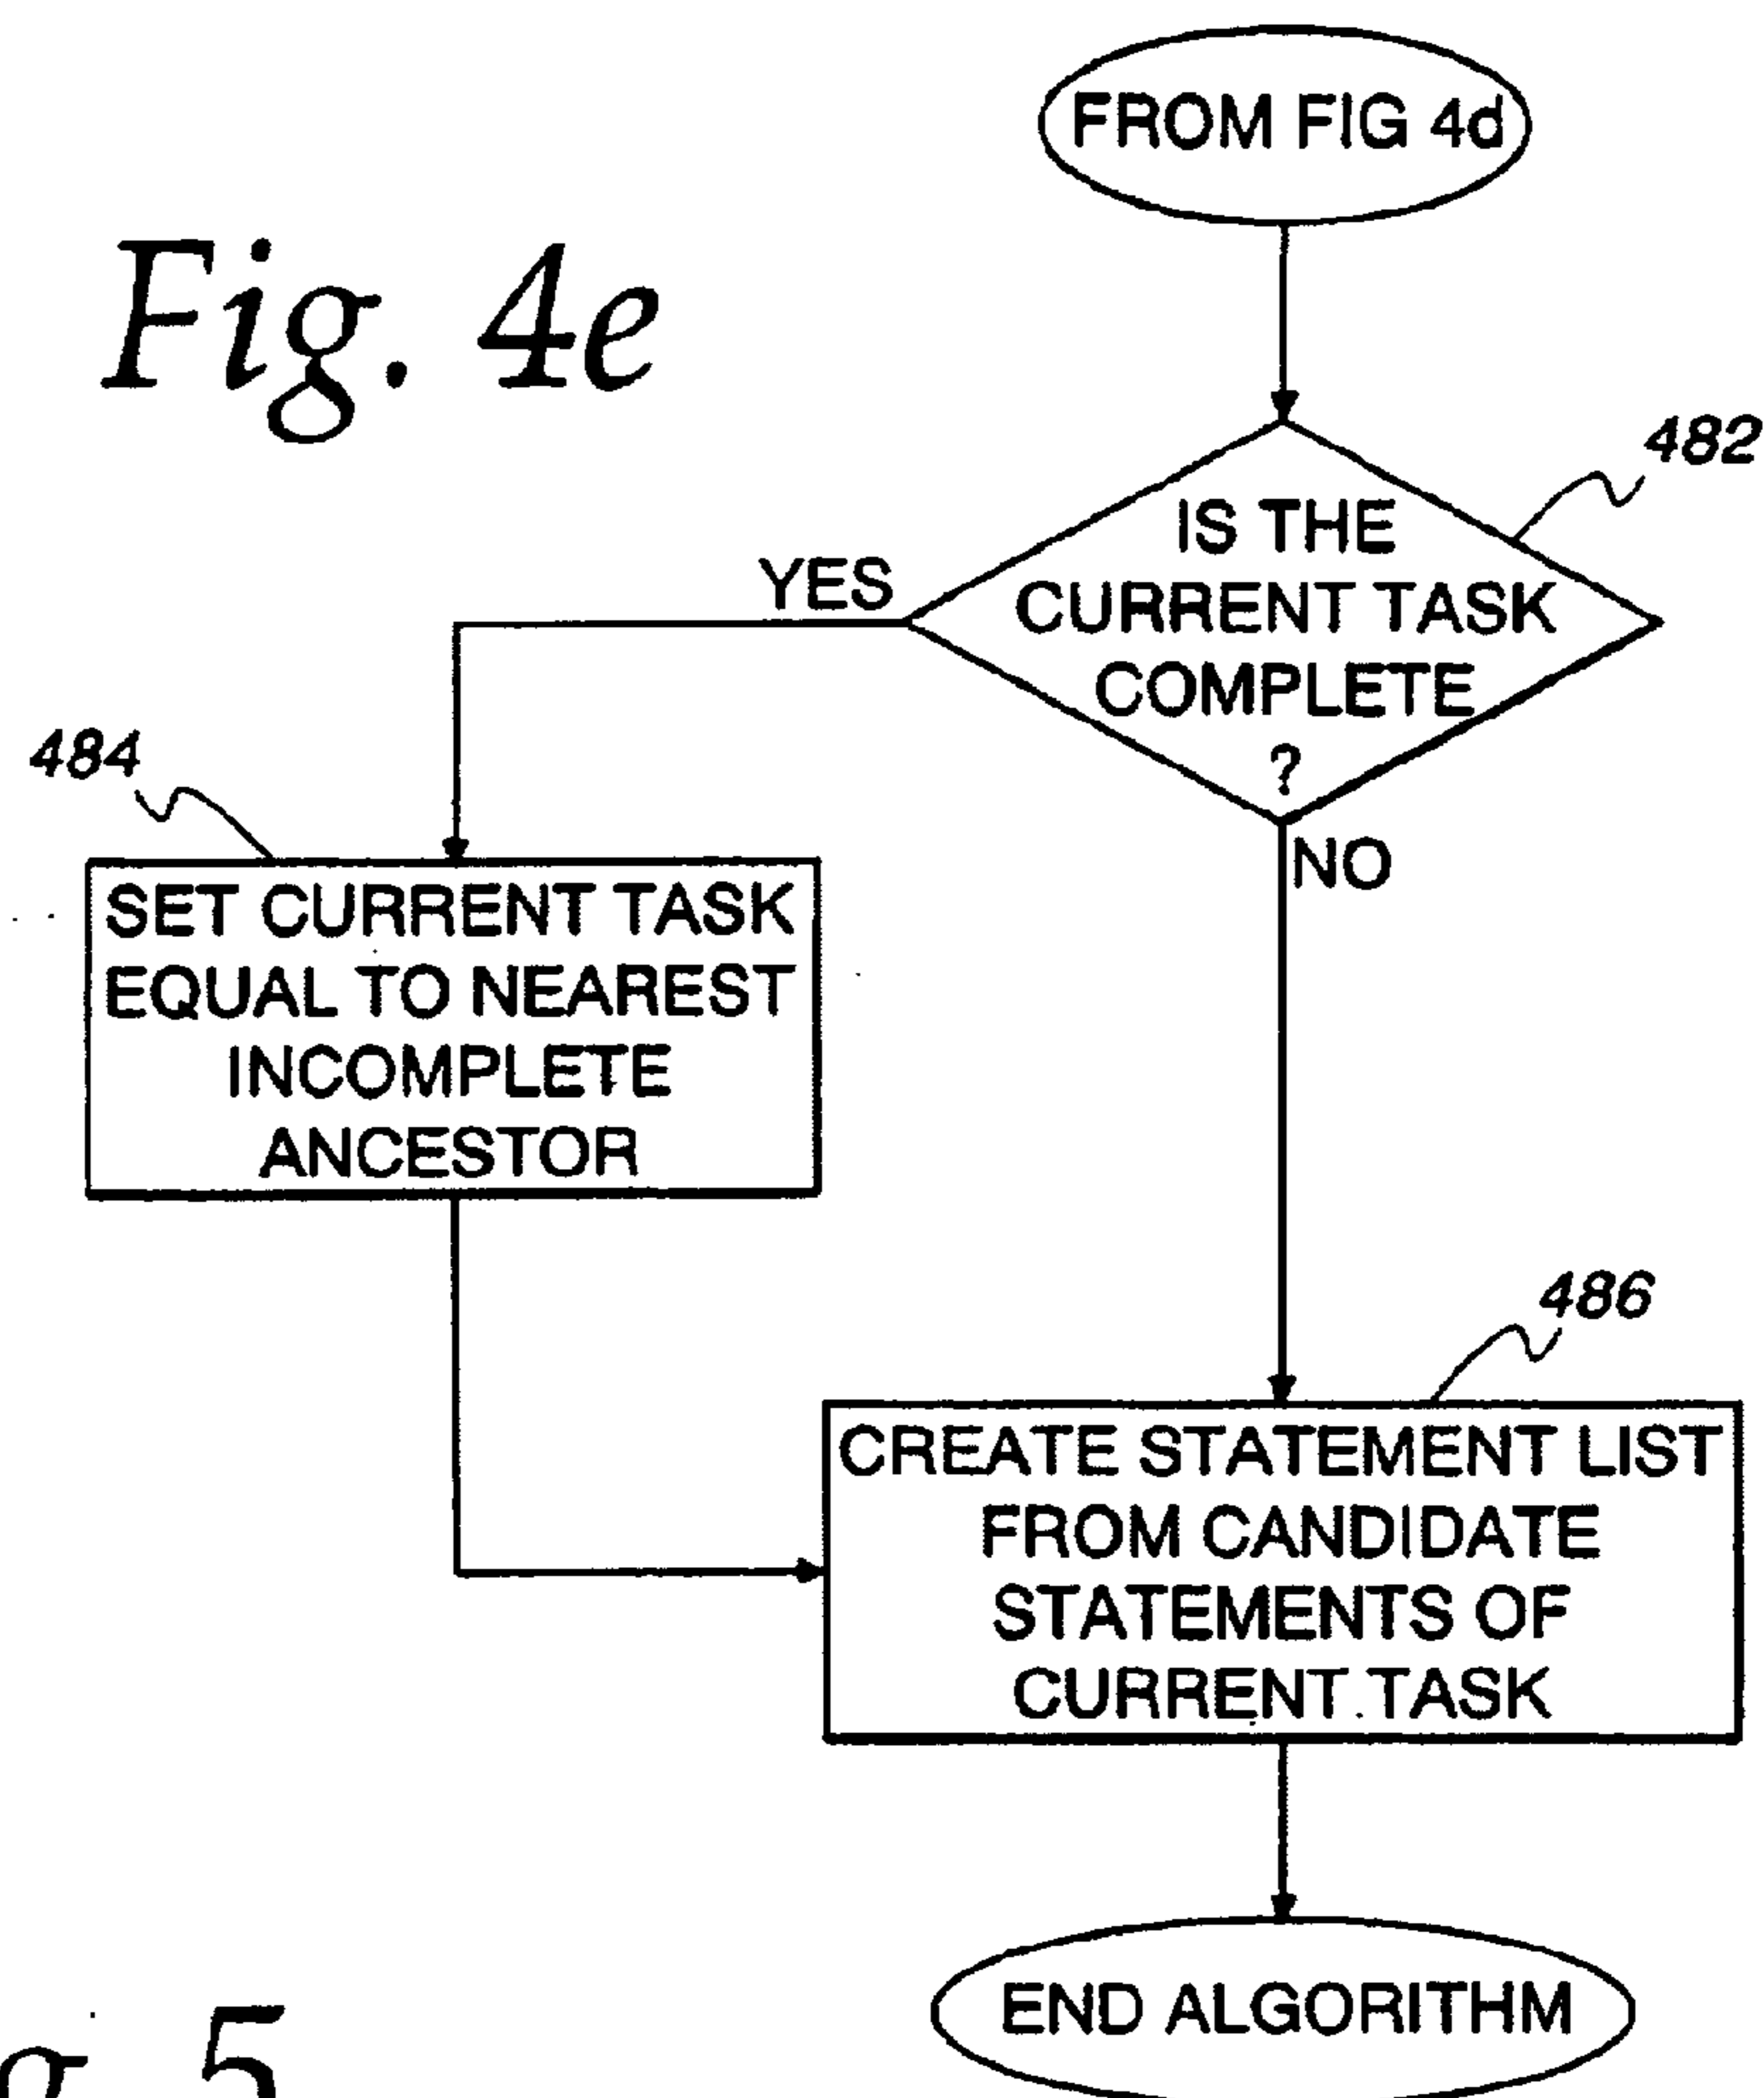 FROM FIG 4d
Fig. 4e
482
IS THE
CURRENT TASK
COMPLETE
?
YES
NO
484
SET CURRENT TASK
EQUAL TO NEAREST
INCOMPLETE
ANCESTOR
486
CREATE STATEMENT LIST
FROM CANDIDATE
STATEMENTS OF
CURRENT TASK
END ALGORITHM
g. 5